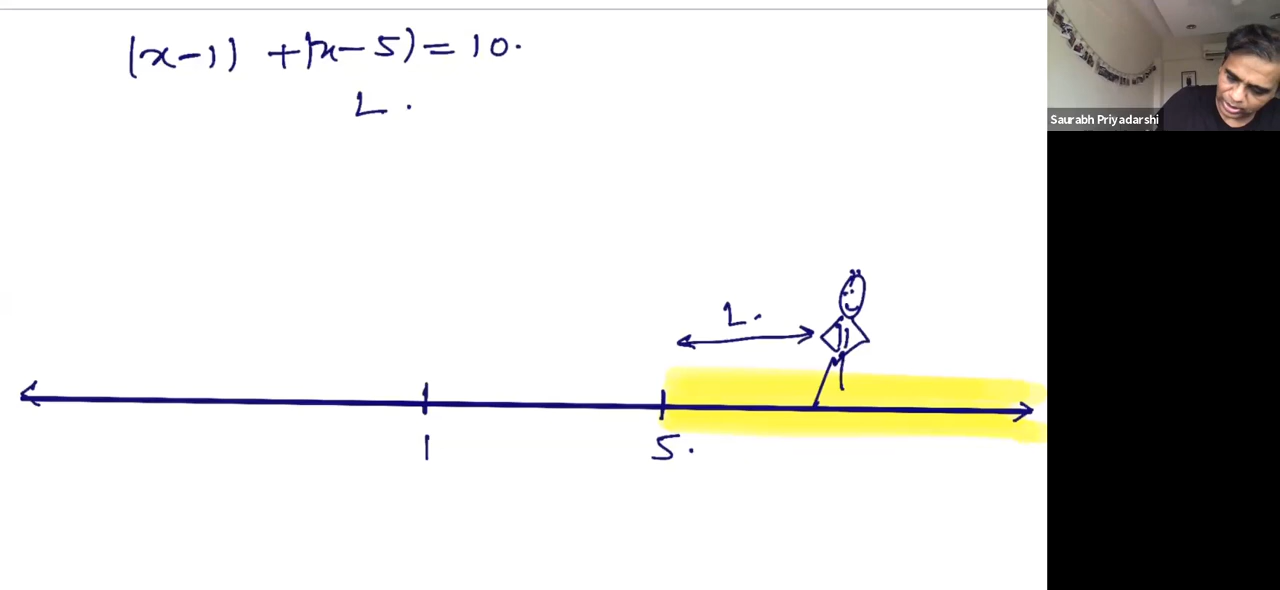 |x-1| + |x-5| = 10.
L.
Saurabh Priyadarshi
L.
1
5.